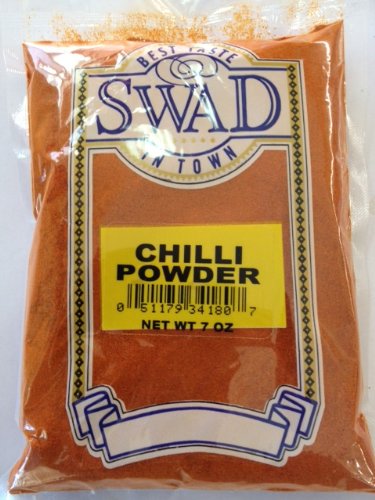 BEST TASTE
SWAD
IN TOWN
CHILLI
POWDER
0 51179 34180 7
NET WT 7 OZ